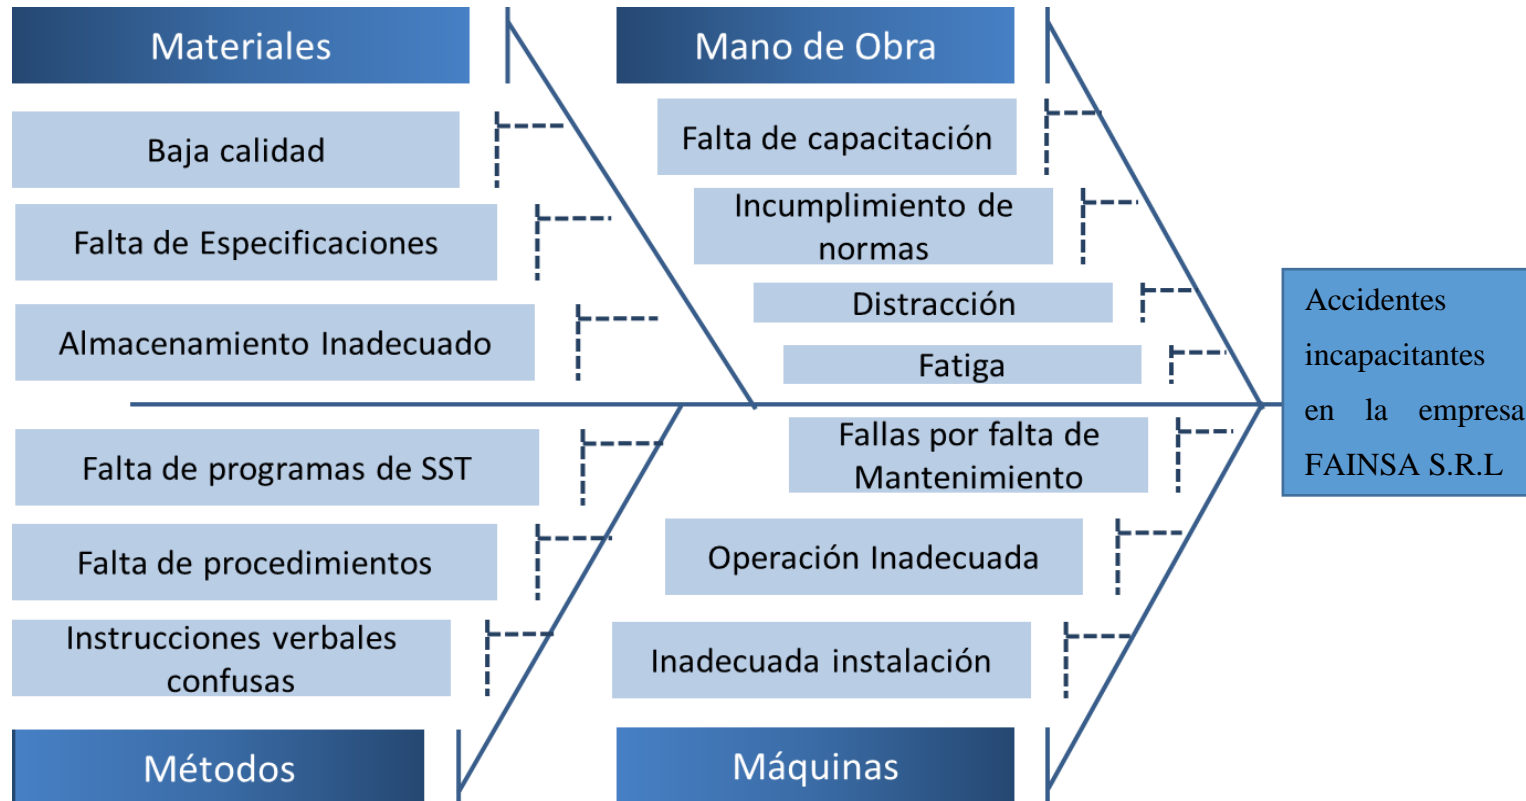 Materiales
Baja calidad
Falta de Especificaciones
Almacenamiento Inadecuado
Mano de Obra
Falta de capacitación
Incumplimiento de
normas
Distracción
Fatiga
Falta de programas de SST
Falta de procedimientos
Instrucciones verbales
confusas
Métodos
Fallas por falta de
Mantenimiento
Operación Inadecuada
Inadecuada instalación
Máquinas
Accidentes
incapacitantes
en la empresa
FAINSA S.R.L